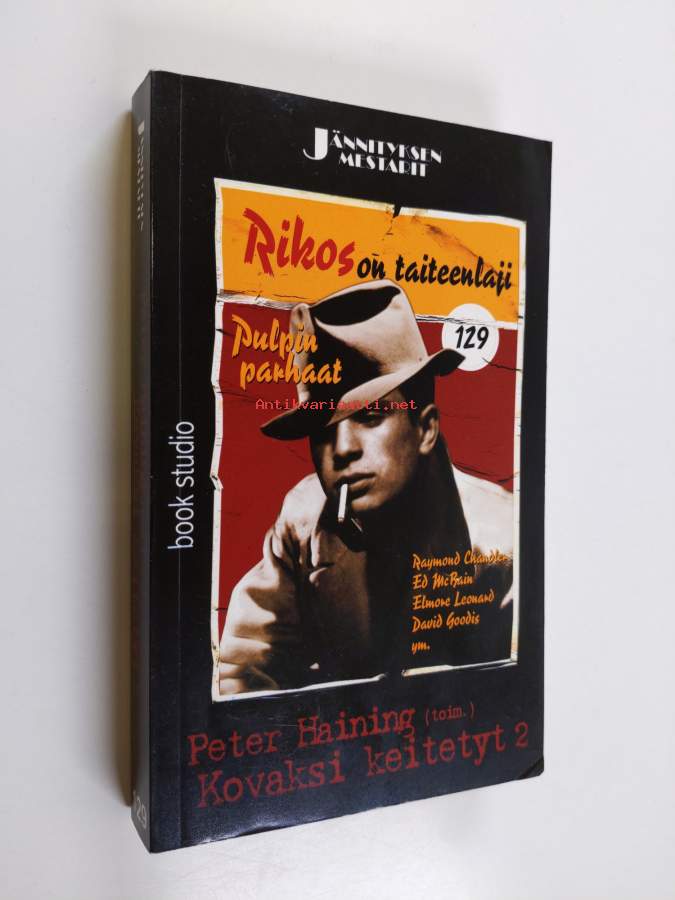 JÄNNITYKSEN
MESTARIT
Rikos on taiteenlaji
129
Pulpin
parhaat
Antikvariaatti.net
Raymond Chandler
Ed McBain
Elmore Leonard
David Goodis
ym.
book studio
Peter Haining (toim.)
Kovaksi keitetyt 2
129